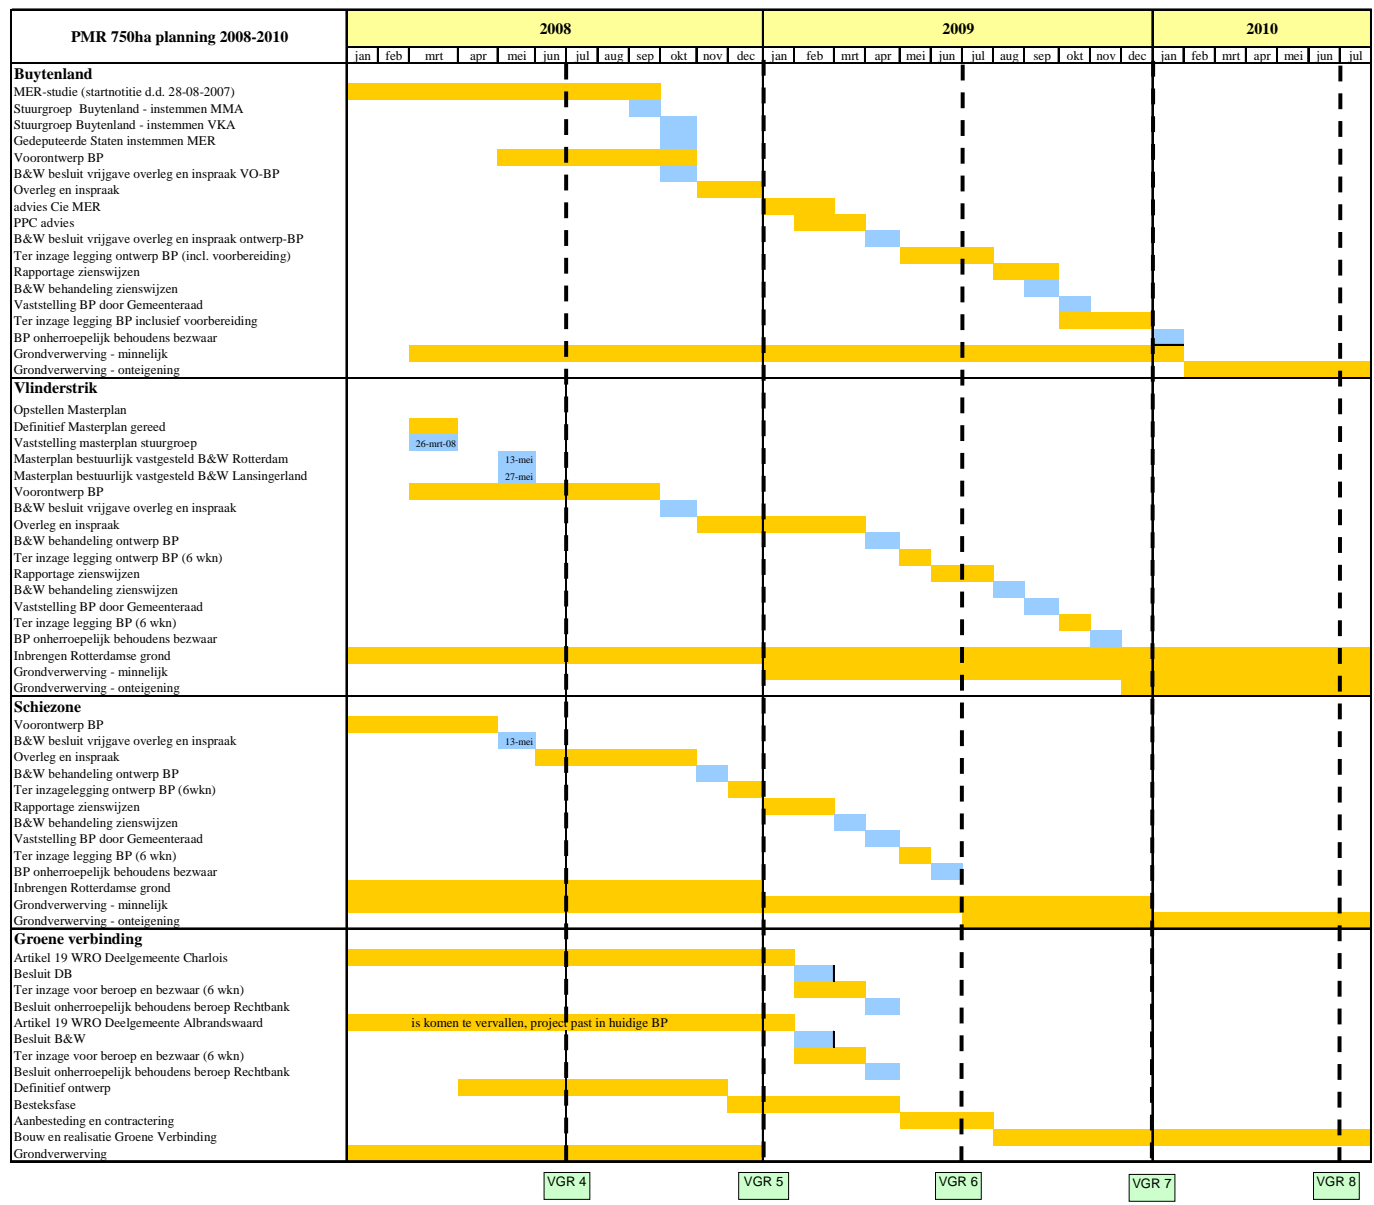 PMR 750ha planning 2008-2010
2008 2009 2010
jan feb mrt apr mei jun jul aug sep okt nov dec jan feb mrt apr mei jun jul aug sep okt nov dec jan feb mrt apr mei jun jul
Buytenland
MER-studie (startnotitie d.d. 28-08-2007)
Stuurgroep Buytenland - instemmen MMA
Stuurgroep Buytenland - instemmen VKA
Gedeputeerde Staten instemmen MER
Voorontwerp BP
B&W besluit vrijgave overleg en inspraak VO-BP
Overleg en inspraak
advies Cie MER
PPC advies
B&W besluit vrijgave overleg en inspraak ontwerp-BP
Ter inzage legging ontwerp BP (incl. voorbereiding)
Rapportage zienswijzen
B&W behandeling zienswijzen
Vaststelling BP door Gemeenteraad
Ter inzage legging BP inclusief voorbereiding
BP onherroepelijk behoudens bezwaar
Grondverwerving - minnelijk
Grondverwerving - onteigening
Vlinderstrik
Opstellen Masterplan
Definitief Masterplan gereed
Vaststelling masterplan stuurgroep 26-mrt-08
Masterplan bestuurlijk vastgesteld B&W Rotterdam 13-mei
Masterplan bestuurlijk vastgesteld B&W Lansingerland 27-mei
Voorontwerp BP
B&W besluit vrijgave overleg en inspraak
Overleg en inspraak
B&W behandeling ontwerp BP
Ter inzage legging ontwerp BP (6 wkn)
Rapportage zienswijzen
B&W behandeling zienswijzen
Vaststelling BP door Gemeenteraad
Ter inzage legging BP (6 wkn)
BP onherroepelijk behoudens bezwaar
Inbrengen Rotterdamse grond
Grondverwerving - minnelijk
Grondverwerving - onteigening
Schiezone
Voorontwerp BP
B&W besluit vrijgave overleg en inspraak 13-mei
Overleg en inspraak
B&W behandeling ontwerp BP
Ter inzagelegging ontwerp BP (6wkn)
Rapportage zienswijzen
B&W behandeling zienswijzen
Vaststelling BP door Gemeenteraad
Ter inzage legging BP (6 wkn)
BP onherroepelijk behoudens bezwaar
Inbrengen Rotterdamse grond
Grondverwerving - minnelijk
Grondverwerving - onteigening
Groene verbinding
Artikel 19 WRO Deelgemeente Charlois
Besluit DB
Ter inzage voor beroep en bezwaar (6 wkn)
Besluit onherroepelijk behoudens beroep Rechtbank
Artikel 19 WRO Deelgemeente Albrandswaard is komen te vervallen, project past in huidige BP
Besluit B&W
Ter inzage voor beroep en bezwaar (6 wkn)
Besluit onherroepelijk behoudens beroep Rechtbank
Definitief ontwerp
Besteksfase
Aanbesteding en contractering
Bouw en realisatie Groene Verbinding
Grondverwerving
VGR 4 VGR 5 VGR 6 VGR 7 VGR 8